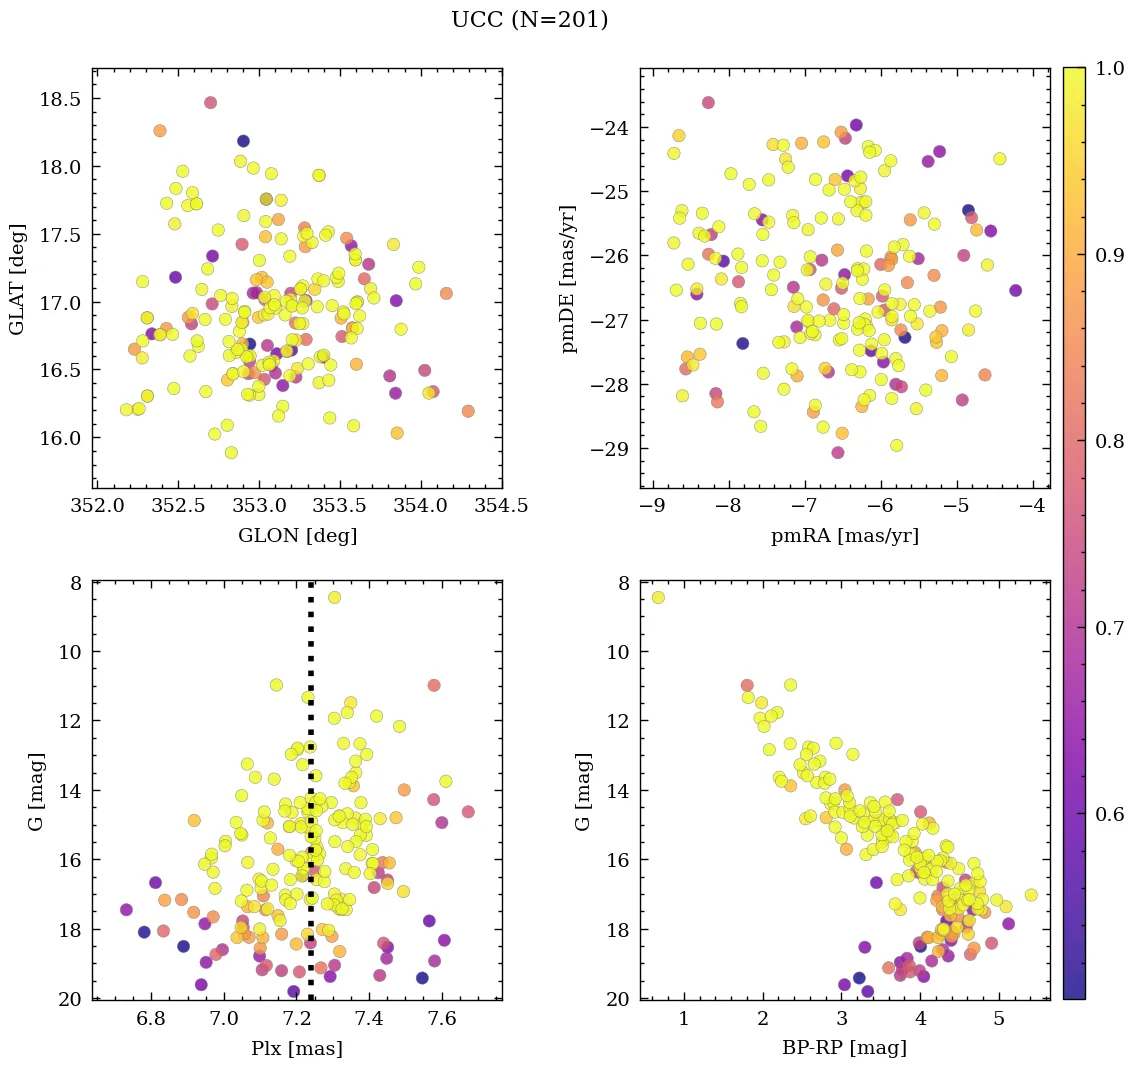 UCC (N=201)
18.5
18.0
17.5
17.0
16.5
16.0
GLAT [deg]
352.0 352.5 353.0 353.5 354.0 354.5
GLON [deg]
−24
−25
−26
−27
−28
−29
pmDE [mas/yr]
−9 −8 −7 −6 −5 −4
pmRA [mas/yr]
1.0
0.9
0.8
0.7
0.6
8
10
12
14
16
18
20
G [mag]
6.8 7.0 7.2 7.4 7.6
Plx [mas]
8
10
12
14
16
18
20
G [mag]
1 2 3 4 5
BP-RP [mag]